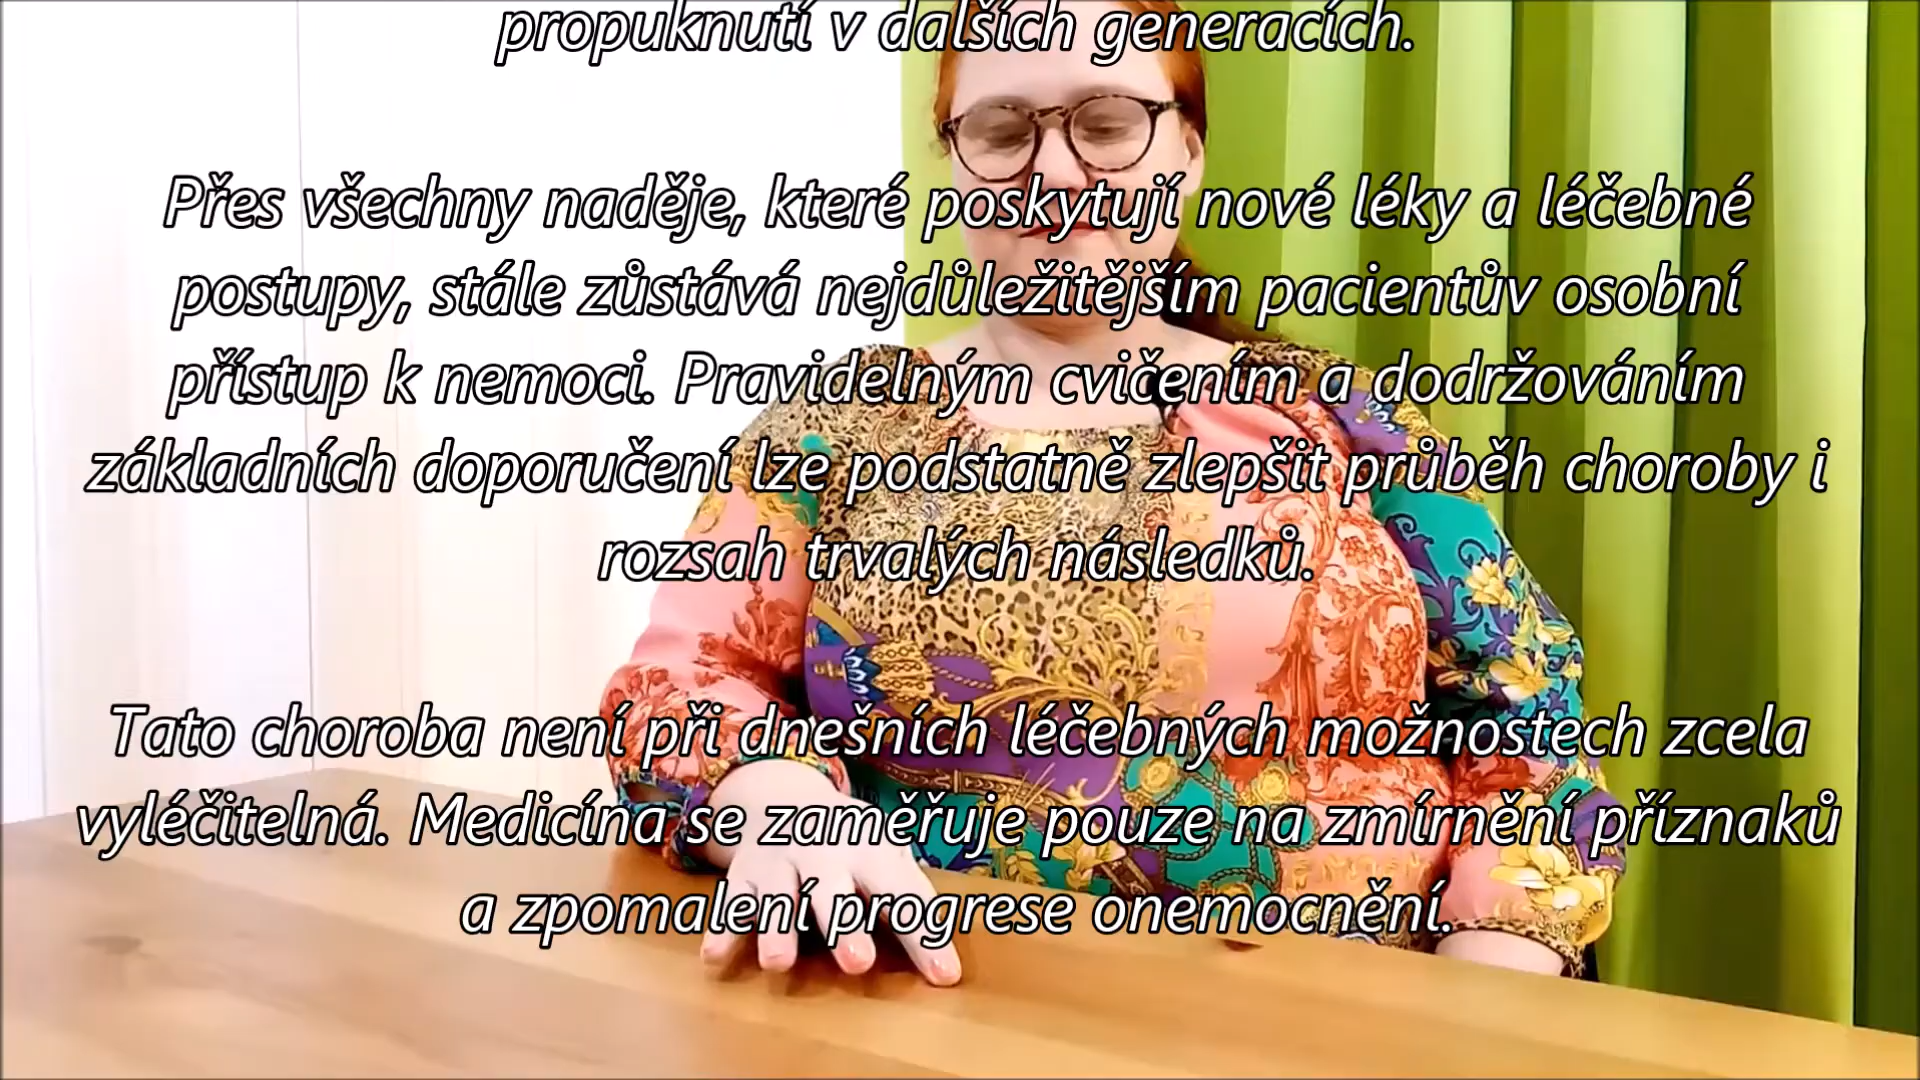 propuknutí v dalších generacích.
Přes všechny naděje, které poskytují nové léky a léčebné
postupy, stále zůstává nejdůležitějším pacientův osobní
přístup k nemoci. Pravidelným cvičením a dodržováním
základních doporučení lze podstatně zlepšit průběh choroby i
rozsah trvalých následků.
Tato choroba není při dnešních léčebných možnostech zcela
vyléčitelná. Medicína se zaměřuje pouze na zmírnění příznaků
a zpomalení progrese onemocnění.